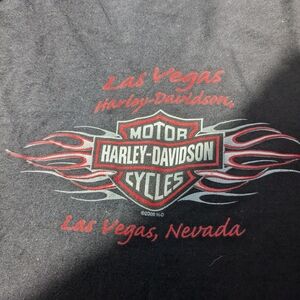 Las Vegas
Harley-Davidson,
MOTOR
HARLEY-DAVIDSON
CYCLES
Las Vegas, Nevada